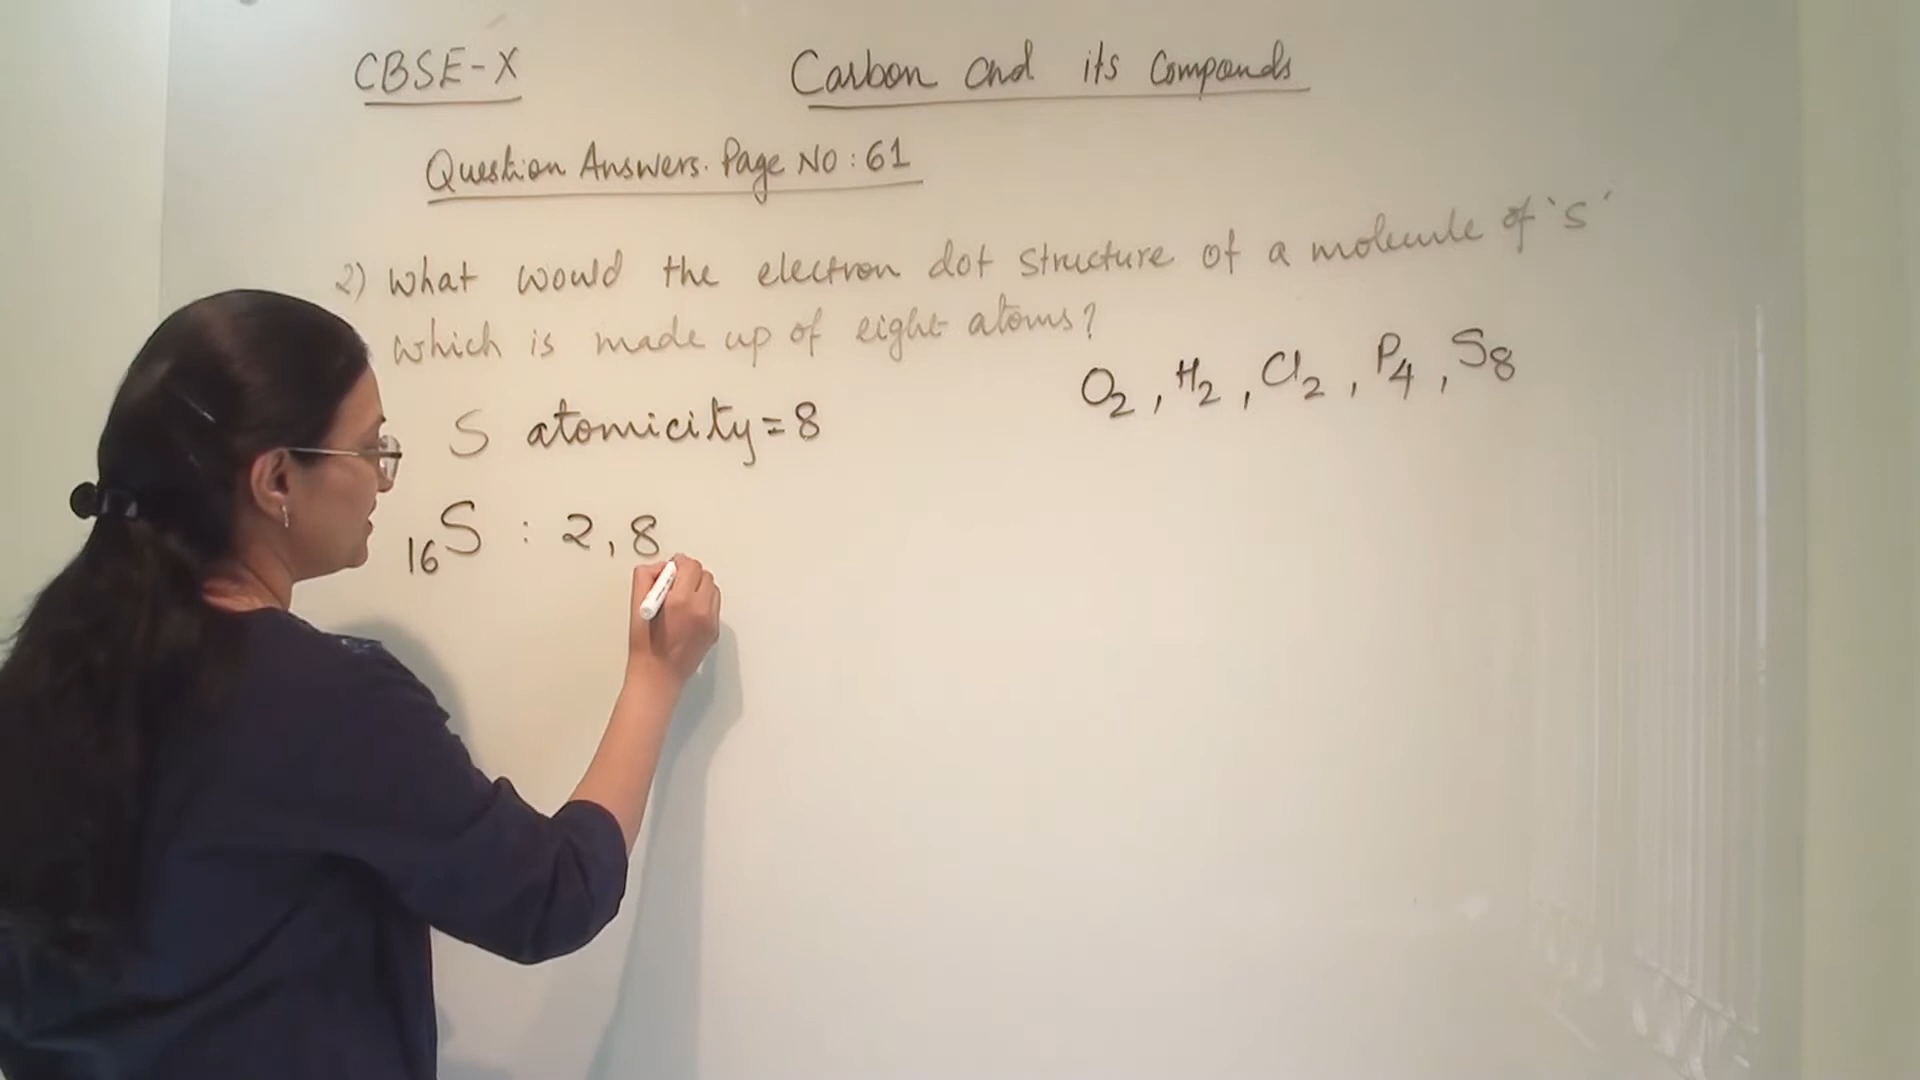 CBSE-X
Carbon and its Compounds
Question Answers. Page No : 61
2) What would the electron dot structure of a molecule of 'S'
which is made up of eight atoms?
O₂ , H₂ , Cl₂ , P₄ , S₈
S atomicity = 8
₁₆S : 2, 8